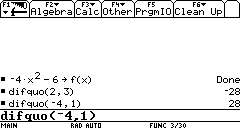 F1 F2 F3 F4 F5 F6
Algebra Calc Other PrgmIO Clean Up
-4·x²-6→f(x) Done
difquo(2,3) -28
difquo(-4,1) 28
difquo(-4,1)
MAIN RAD AUTO FUNC 3/30